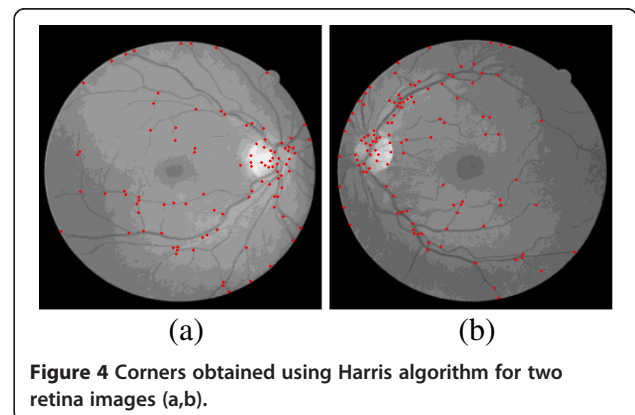 (a) (b)
Figure 4 Corners obtained using Harris algorithm for two
retina images (a,b).